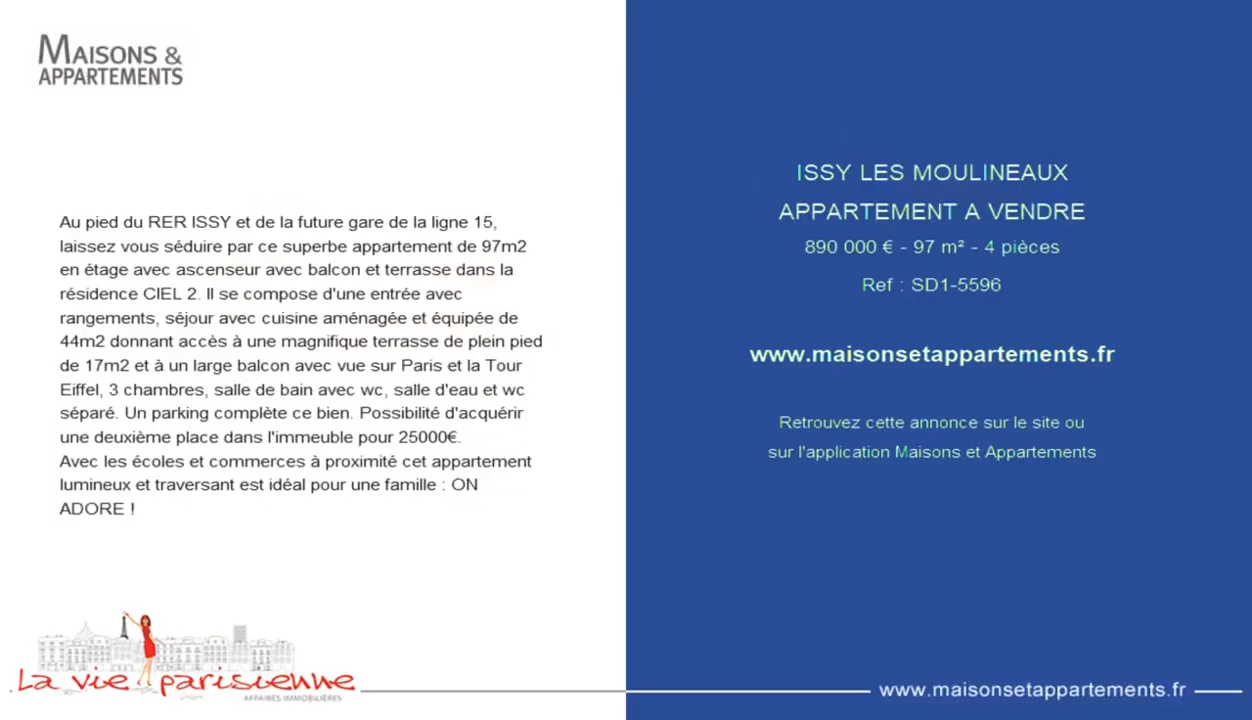 MAISONS &
APPARTEMENTS
Au pied du RER ISSY et de la future gare de la ligne 15,
laissez vous séduire par ce superbe appartement de 97m2
en étage avec ascenseur avec balcon et terrasse dans la
résidence CIEL 2. Il se compose d'une entrée avec
rangements, séjour avec cuisine aménagée et équipée de
44m2 donnant accès à une magnifique terrasse de plein pied
de 17m2 et à un large balcon avec vue sur Paris et la Tour
Eiffel, 3 chambres, salle de bain avec wc, salle d'eau et wc
séparé. Un parking complète ce bien. Possibilité d'acquérir
une deuxième place dans l'immeuble pour 25000€.
Avec les écoles et commerces à proximité cet appartement
lumineux et traversant est idéal pour une famille : ON
ADORE !
La vie parisienne
AFFAIRES IMMOBILIÈRES
ISSY LES MOULINEAUX
APPARTEMENT A VENDRE
890 000 € - 97 m² - 4 pièces
Ref : SD1-5596
www.maisonsetappartements.fr
Retrouvez cette annonce sur le site ou
sur l'application Maisons et Appartements
www.maisonsetappartements.fr